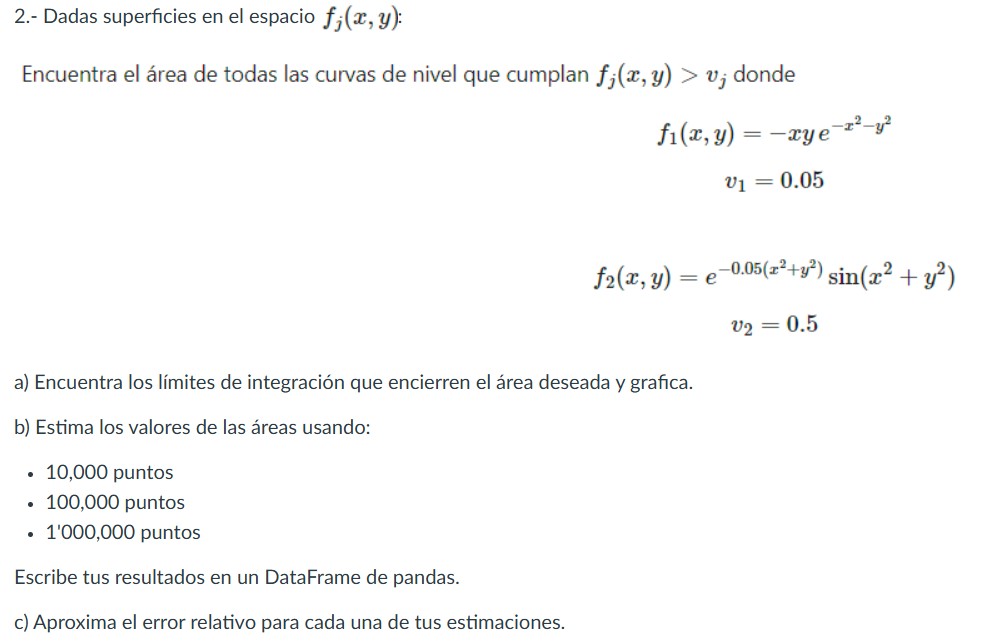 2.- Dadas superficies en el espacio $f_j(x, y)$:
Encuentra el área de todas las curvas de nivel que cumplan $f_j(x, y) > v_j$ donde
$f_1(x, y) = -xy\,e^{-x^2-y^2}$
$v_1 = 0.05$
$f_2(x, y) = e^{-0.05(x^2+y^2)} \sin(x^2 + y^2)$
$v_2 = 0.5$
a) Encuentra los límites de integración que encierren el área deseada y grafica.
b) Estima los valores de las áreas usando:
• 10,000 puntos
• 100,000 puntos
• 1'000,000 puntos
Escribe tus resultados en un DataFrame de pandas.
c) Aproxima el error relativo para cada una de tus estimaciones.